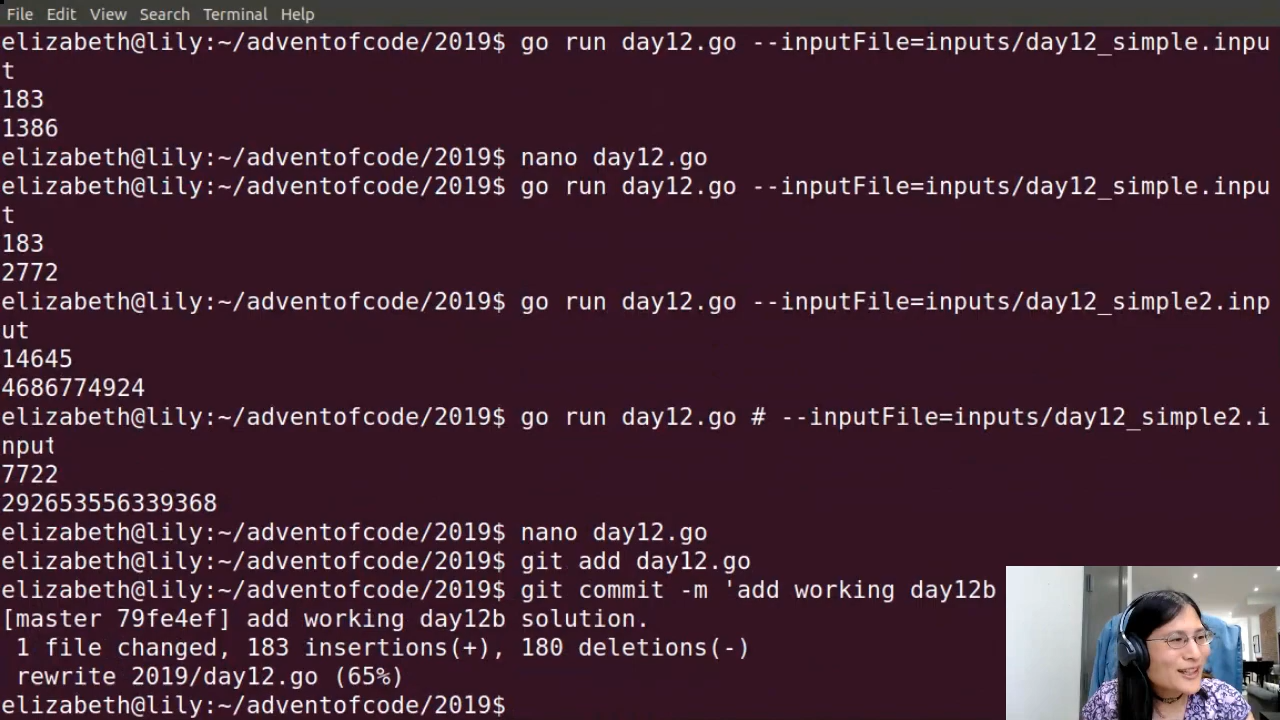 File Edit View Search Terminal Help
elizabeth@lily:~/adventofcode/2019$ go run day12.go --inputFile=inputs/day12_simple.inpu
t
183
1386
elizabeth@lily:~/adventofcode/2019$ nano day12.go
elizabeth@lily:~/adventofcode/2019$ go run day12.go --inputFile=inputs/day12_simple.inpu
t
183
2772
elizabeth@lily:~/adventofcode/2019$ go run day12.go --inputFile=inputs/day12_simple2.inp
ut
14645
4686774924
elizabeth@lily:~/adventofcode/2019$ go run day12.go # --inputFile=inputs/day12_simple2.i
nput
7722
292653556339368
elizabeth@lily:~/adventofcode/2019$ nano day12.go
elizabeth@lily:~/adventofcode/2019$ git add day12.go
elizabeth@lily:~/adventofcode/2019$ git commit -m 'add working day12b
[master 79fe4ef] add working day12b solution.
 1 file changed, 183 insertions(+), 180 deletions(-)
 rewrite 2019/day12.go (65%)
elizabeth@lily:~/adventofcode/2019$